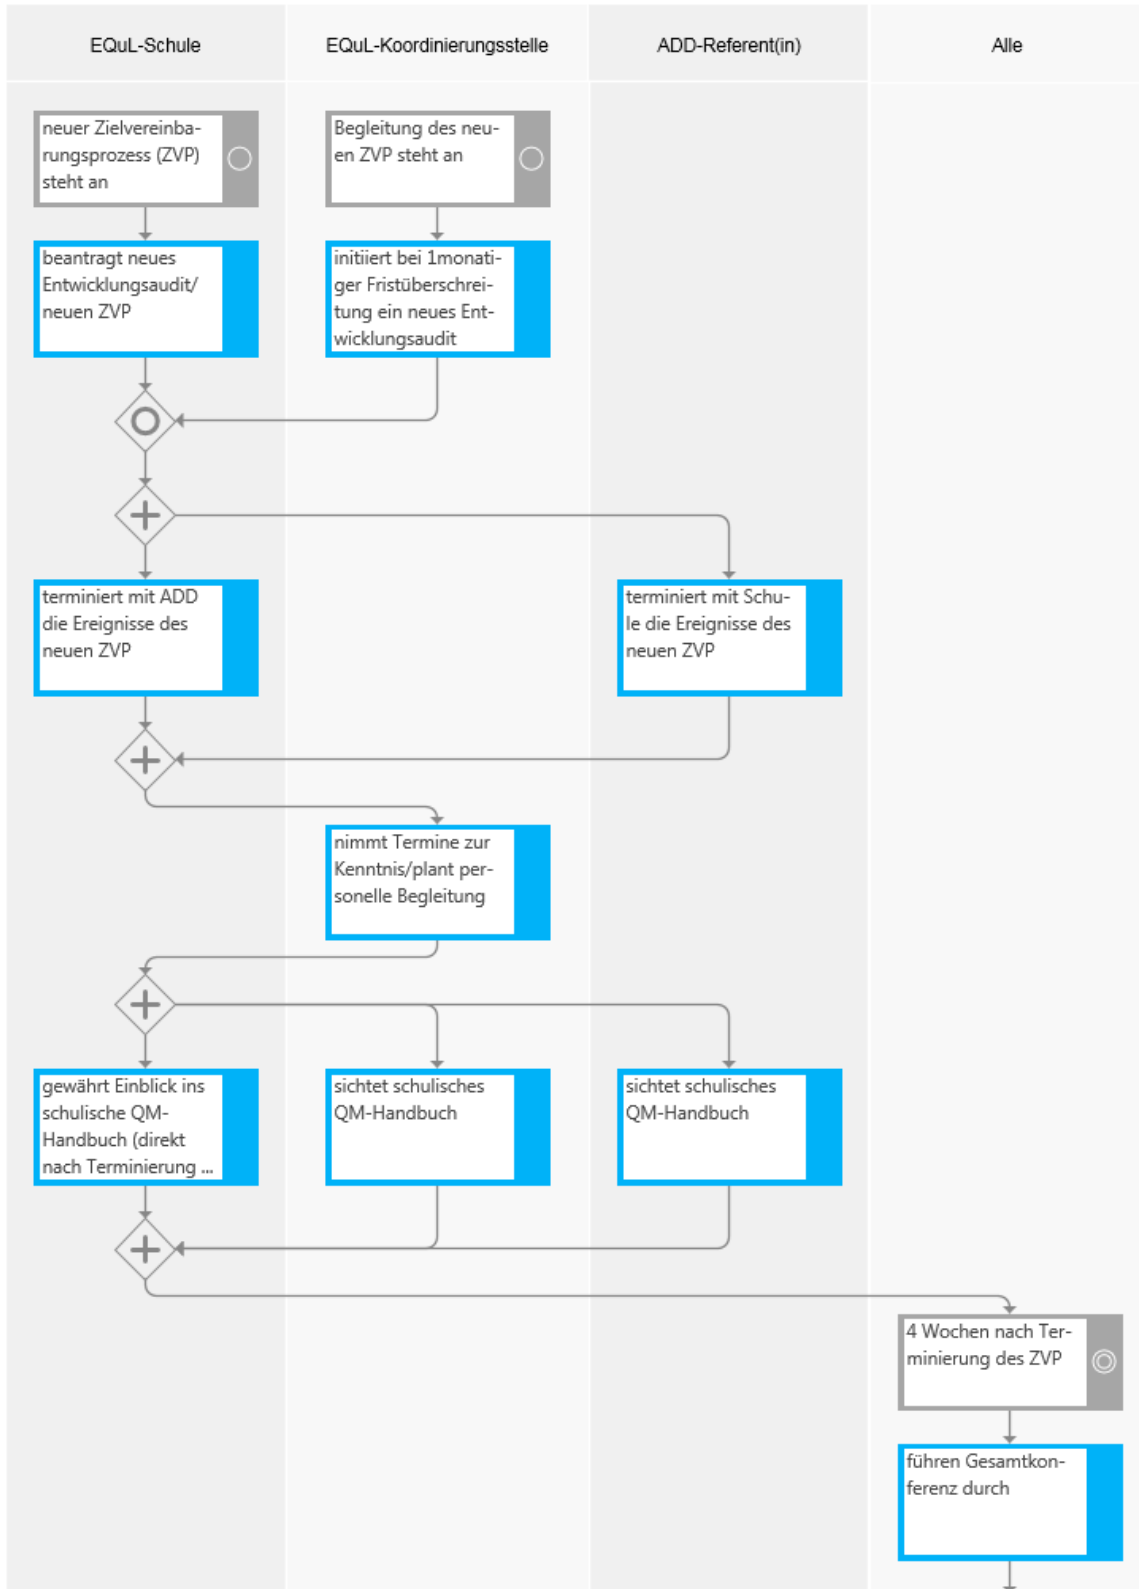 EQuL-Schule
EQuL-Koordinierungsstelle
ADD-Referent(in)
Alle
neuer Zielvereinba-
rungsprozess (ZVP)
steht an
Begleitung des neu-
en ZVP steht an
beantragt neues
Entwicklungsaudit/
neuen ZVP
initiiert bei 1monati-
ger Fristüberschrei-
tung ein neues Ent-
wicklungsaudit
terminiert mit ADD
die Ereignisse des
neuen ZVP
terminiert mit Schu-
le die Ereignisse des
neuen ZVP
nimmt Termine zur
Kenntnis/plant per-
sonelle Begleitung
gewährt Einblick ins
schulische QM-
Handbuch (direkt
nach Terminierung ...
sichtet schulisches
QM-Handbuch
sichtet schulisches
QM-Handbuch
4 Wochen nach Ter-
minierung des ZVP
führen Gesamtkon-
ferenz durch